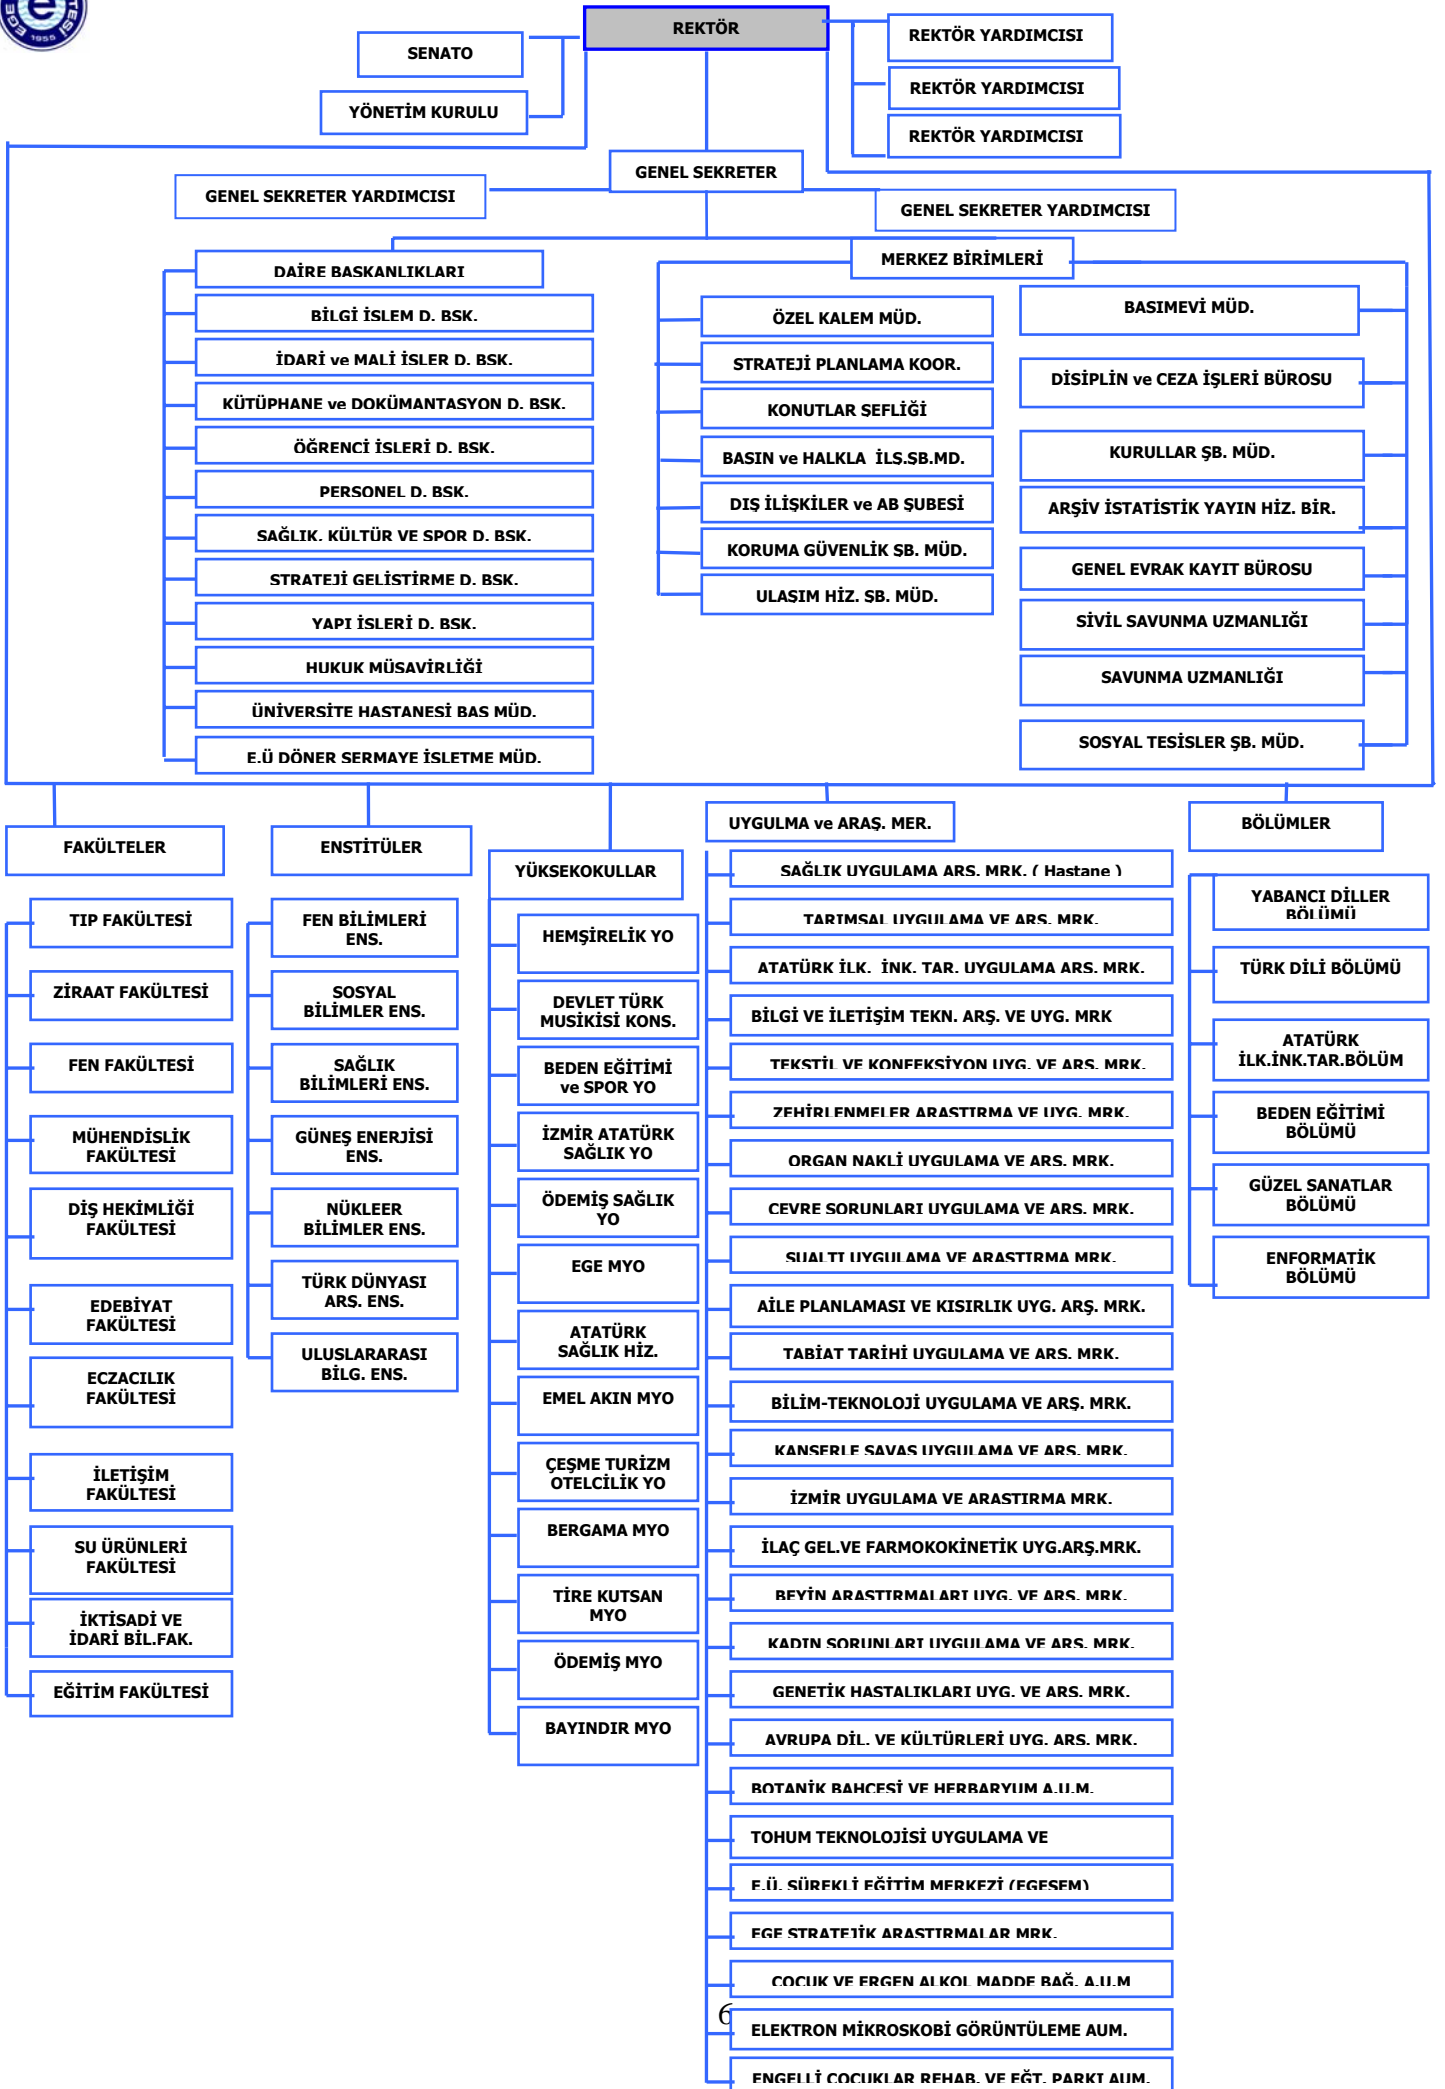 EGE
TESİ
1955
REKTÖR
SENATO
YÖNETİM KURULU
REKTÖR YARDIMCISI
REKTÖR YARDIMCISI
REKTÖR YARDIMCISI
GENEL SEKRETER
GENEL SEKRETER YARDIMCISI
GENEL SEKRETER YARDIMCISI
DAİRE BAŞKANLIKLARI
BİLGİ İŞLEM D. BŞK.
İDARİ ve MALİ İŞLER D. BŞK.
KÜTÜPHANE ve DOKÜMANTASYON D. BŞK.
ÖĞRENCİ İŞLERİ D. BŞK.
PERSONEL D. BŞK.
SAĞLIK, KÜLTÜR VE SPOR D. BŞK.
STRATEJİ GELİŞTİRME D. BŞK.
YAPI İŞLERİ D. BŞK.
HUKUK MÜŞAVİRLİĞİ
ÜNİVERSİTE HASTANESİ BAŞ MÜD.
E.Ü DÖNER SERMAYE İŞLETME MÜD.
MERKEZ BİRİMLERİ
ÖZEL KALEM MÜD.
STRATEJİ PLANLAMA KOOR.
KONUTLAR ŞEFLİĞİ
BASIN ve HALKLA İLŞ.ŞB.MD.
DIŞ İLİŞKİLER ve AB ŞUBESİ
KORUMA GÜVENLİK ŞB. MÜD.
ULAŞIM HİZ. ŞB. MÜD.
BASIMEVİ MÜD.
DİSİPLİN ve CEZA İŞLERİ BÜROSU
KURULLAR ŞB. MÜD.
ARŞİV İSTATİSTİK YAYIN HİZ. BİR.
GENEL EVRAK KAYIT BÜROSU
SİVİL SAVUNMA UZMANLIĞI
SAVUNMA UZMANLIĞI
SOSYAL TESİSLER ŞB. MÜD.
FAKÜLTELER
TIP FAKÜLTESİ
ZİRAAT FAKÜLTESİ
FEN FAKÜLTESİ
MÜHENDİSLİK
FAKÜLTESİ
DİŞ HEKİMLİĞİ
FAKÜLTESİ
EDEBİYAT
FAKÜLTESİ
ECZACILIK
FAKÜLTESİ
İLETİŞİM
FAKÜLTESİ
SU ÜRÜNLERİ
FAKÜLTESİ
İKTİSADİ VE
İDARİ BİL.FAK.
EĞİTİM FAKÜLTESİ
ENSTİTÜLER
FEN BİLİMLERİ
ENS.
SOSYAL
BİLİMLER ENS.
SAĞLIK
BİLİMLERİ ENS.
GÜNEŞ ENERJİSİ
ENS.
NÜKLEER
BİLİMLER ENS.
TÜRK DÜNYASI
ARŞ. ENS.
ULUSLARARASI
BİLG. ENS.
YÜKSEKOKULLAR
HEMŞİRELİK YO
DEVLET TÜRK
MUSIKİSİ KONS.
BEDEN EĞİTİMİ
ve SPOR YO
İZMİR ATATÜRK
SAĞLIK YO
ÖDEMİŞ SAĞLIK
YO
EGE MYO
ATATÜRK
SAĞLIK HİZ.
EMEL AKIN MYO
ÇEŞME TURİZM
OTELCİLİK YO
BERGAMA MYO
TİRE KUTSAN
MYO
ÖDEMİŞ MYO
BAYINDIR MYO
UYGULMA ve ARAŞ. MER.
SAĞLIK UYGULAMA ARŞ. MRK. ( Hastane )
TARIMSAL UYGULAMA VE ARŞ. MRK.
ATATÜRK İLK. İNK. TAR. UYGULAMA ARŞ. MRK.
BİLGİ VE İLETİŞİM TEKN. ARŞ. VE UYG. MRK
TEKSTİL VE KONFEKSİYON UYG. VE ARŞ. MRK.
ZEHİRLENMELER ARAŞTIRMA VE UYG. MRK.
ORGAN NAKLİ UYGULAMA VE ARŞ. MRK.
ÇEVRE SORUNLARI UYGULAMA VE ARŞ. MRK.
SUALTI UYGULAMA VE ARAŞTIRMA MRK.
AİLE PLANLAMASI VE KISIRLIK UYG. ARŞ. MRK.
TABİAT TARİHİ UYGULAMA VE ARŞ. MRK.
BİLİM-TEKNOLOJİ UYGULAMA VE ARŞ. MRK.
KANSERLE SAVAŞ UYGULAMA VE ARŞ. MRK.
İZMİR UYGULAMA VE ARAŞTIRMA MRK.
İLAÇ GEL.VE FARMOKOKİNETİK UYG.ARŞ.MRK.
BEYİN ARAŞTIRMALARI UYG. VE ARŞ. MRK.
KADIN SORUNLARI UYGULAMA VE ARŞ. MRK.
GENETİK HASTALIKLARI UYG. VE ARŞ. MRK.
AVRUPA DİL. VE KÜLTÜRLERİ UYG. ARŞ. MRK.
BOTANİK BAHÇESİ VE HERBARYUM A.U.M.
TOHUM TEKNOLOJİSİ UYGULAMA VE
E.Ü. SÜREKLİ EĞİTİM MERKEZİ (EGESEM)
EGE STRATEJİK ARAŞTIRMALAR MRK.
ÇOCUK VE ERGEN ALKOL MADDE BAĞ. A.U.M
ELEKTRON MİKROSKOBİ GÖRÜNTÜLEME AUM.
ENGELLİ ÇOCUKLAR REHAB. VE EĞT. PARKI AUM.
BÖLÜMLER
YABANCI DİLLER
BÖLÜMÜ
TÜRK DİLİ BÖLÜMÜ
ATATÜRK
İLK.İNK.TAR.BÖLÜM
BEDEN EĞİTİMİ
BÖLÜMÜ
GÜZEL SANATLAR
BÖLÜMÜ
ENFORMATİK
BÖLÜMÜ
6